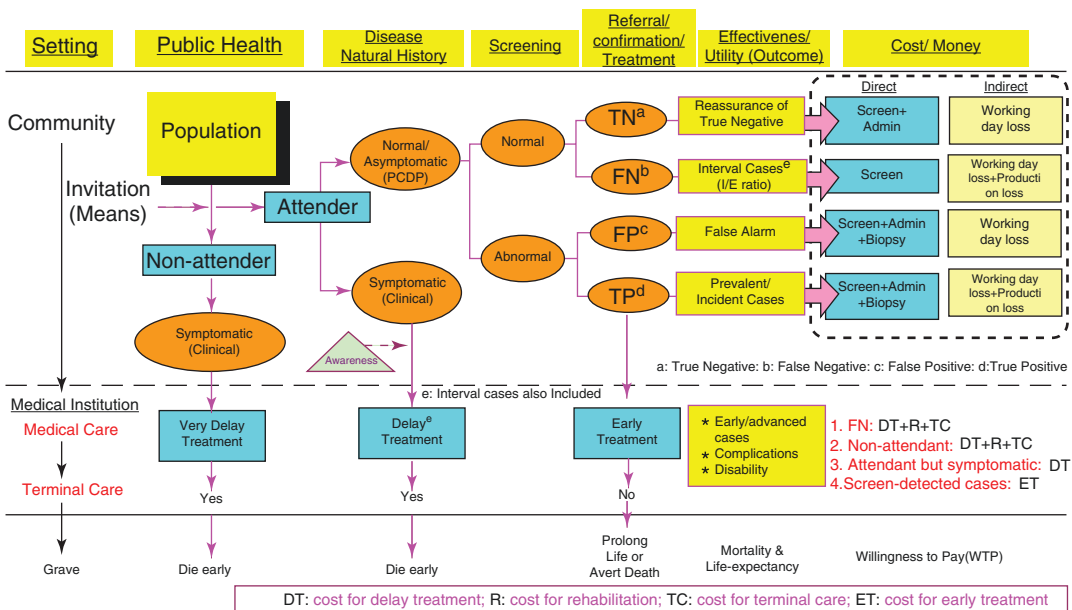 Setting
Public Health
Disease
Natural History
Screening
Referral/
confirmation/
Treatment
Effectivenes/
Utility (Outcome)
Cost/ Money
Direct
Indirect
Community
Population
Invitation
(Means)
Attender
Non-attender
Symptomatic
(Clinical)
Normal/
Asymptomatic
(PCDP)
Symptomatic
(Clinical)
Awareness
Normal
Abnormal
TNa
FNb
FPc
TPd
Reassurance of
True Negative
Interval Casese
(I/E ratio)
False Alarm
Prevalent/
Incident Cases
Screen+
Admin
Working
day loss
Screen
Working day
loss+Producti
on loss
Screen+Admin
+Biopsy
Working
day loss
Screen+Admin
+Biopsy
Working day
loss+Producti
on loss
a: True Negative: b: False Negative: c: False Positive: d:True Positive
e: Interval cases also Included
Medical Institution
Medical Care
Terminal Care
Very Delay
Treatment
Delaye
Treatment
Early
Treatment
* Early/advanced
cases
* Complications
* Disability
1. FN: DT+R+TC
2. Non-attendant: DT+R+TC
3. Attendant but symptomatic: DT
4.Screen-detected cases: ET
Yes
Yes
No
Grave
Die early
Die early
Prolong
Life or
Avert Death
Mortality &
Life-expectancy
Willingness to Pay(WTP)
DT: cost for delay treatment; R: cost for rehabilitation; TC: cost for terminal care; ET: cost for early treatment